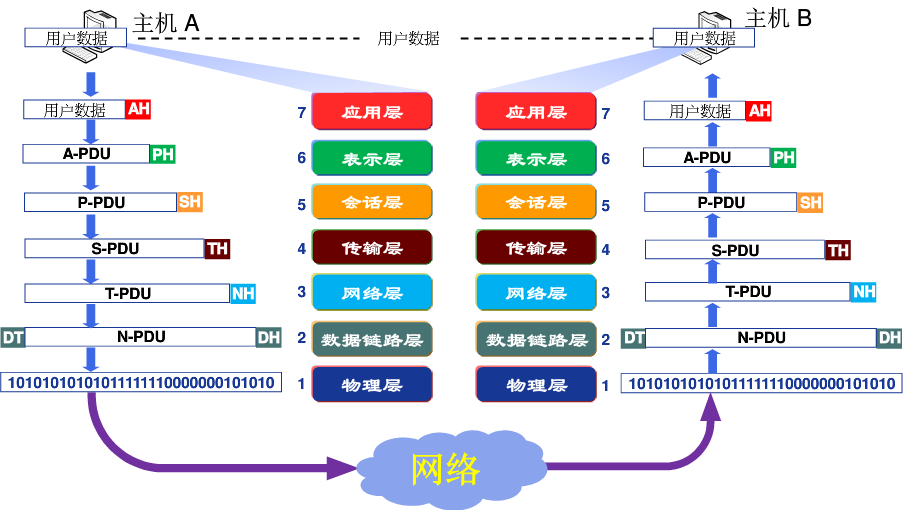 主机 A
用户数据
用户数据
主机 B
用户数据
用户数据 AH
7 应用层
应用层 7
用户数据 AH
A-PDU PH
6 表示层
表示层 6
A-PDU PH
P-PDU SH
5 会话层
会话层 5
P-PDU SH
S-PDU TH
4 传输层
传输层 4
S-PDU TH
T-PDU NH
3 网络层
网络层 3
T-PDU NH
DT N-PDU DH
2 数据链路层
数据链路层 2
DT N-PDU DH
1010101010101111111000000010​1010
1 物理层
物理层 1
10101010101011111110000000101010
网络